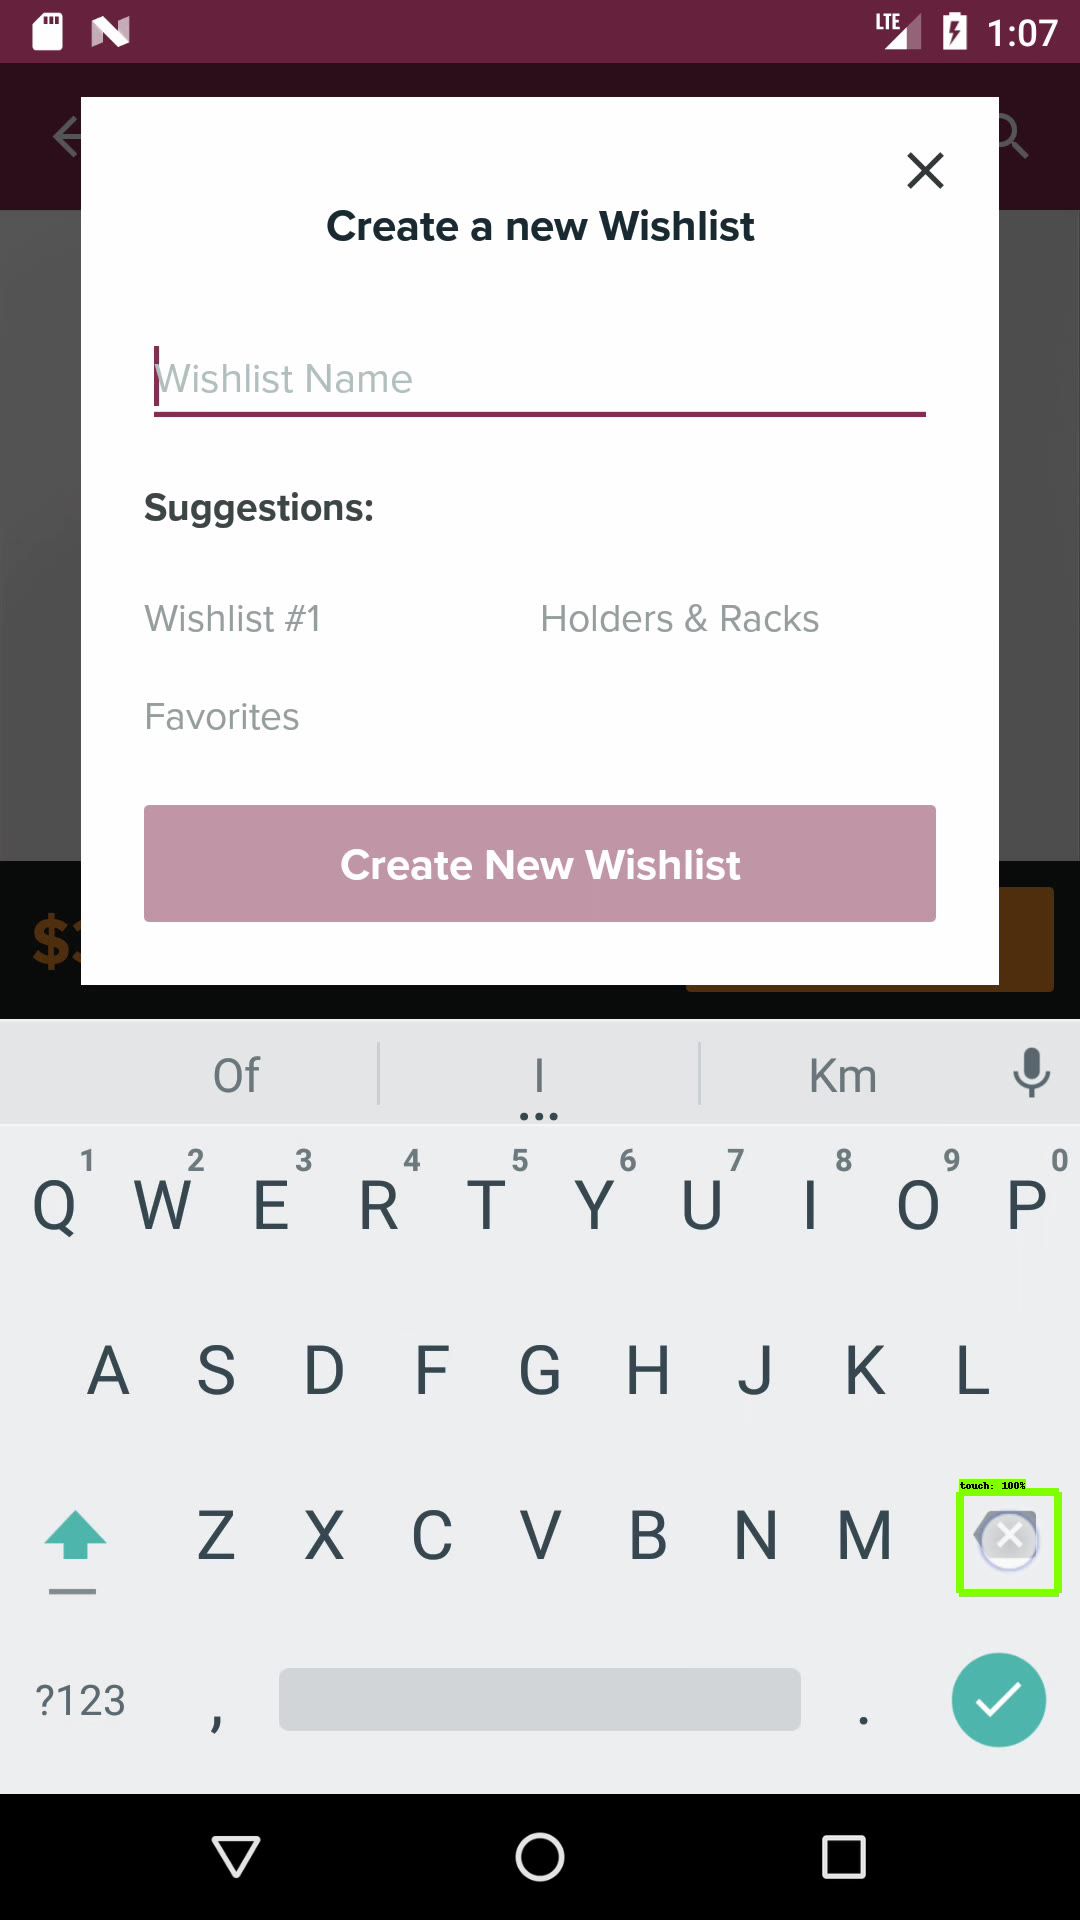 LTE 1:07
Create a new Wishlist
Wishlist Name
Suggestions:
Wishlist #1 Holders & Racks
Favorites
Create New Wishlist
Of I Km
1 2 3 4 5 6 7 8 9 0
Q W E R T Y U I O P
A S D F G H J K L
touch: 100%
Z X C V B N M
?123 , .